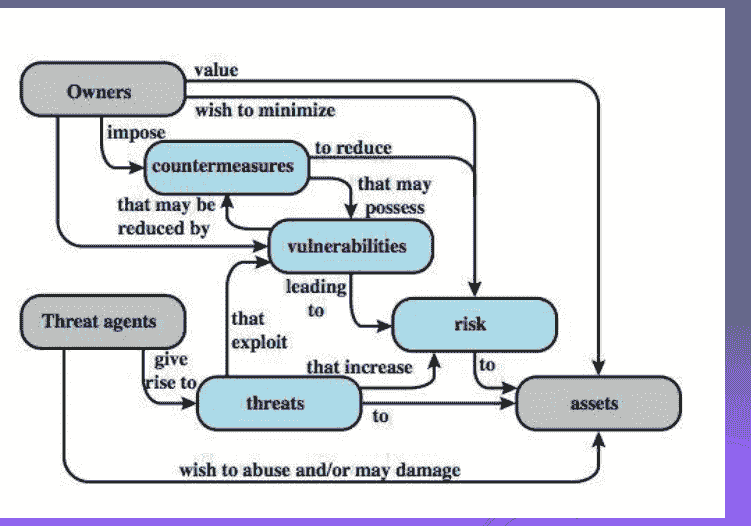 value
Owners
wish to minimize
impose
to reduce
countermeasures
that may
possess
that may be
reduced by
vulnerabilities
leading
to
Threat agents
that
exploit
risk
give
rise to
that increase
to
threats
to
assets
wish to abuse and/or may damage